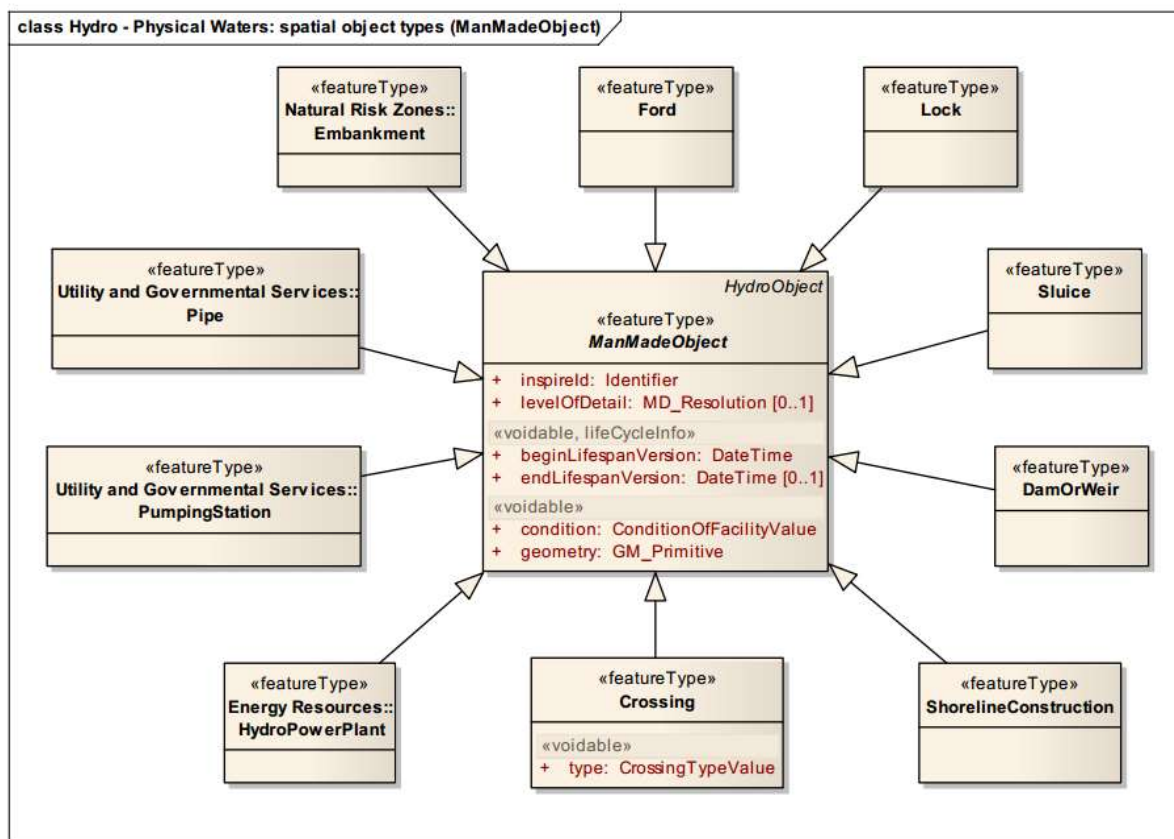 class Hydro - Physical Waters: spatial object types (ManMadeObject)
«featureType»
Natural Risk Zones::
Embankment
«featureType»
Ford
«featureType»
Lock
«featureType»
Utility and Governmental Services::
Pipe
HydroObject
«featureType»
ManMadeObject
+ inspireId: Identifier
+ levelOfDetail: MD_Resolution [0..1]
«voidable, lifeCycleInfo»
+ beginLifespanVersion: DateTime
+ endLifespanVersion: DateTime [0..1]
«voidable»
+ condition: ConditionOfFacilityValue
+ geometry: GM_Primitive
«featureType»
Sluice
«featureType»
Utility and Governmental Services::
PumpingStation
«featureType»
DamOrWeir
«featureType»
Energy Resources::
HydroPowerPlant
«featureType»
Crossing
«voidable»
+ type: CrossingTypeValue
«featureType»
ShorelineConstruction